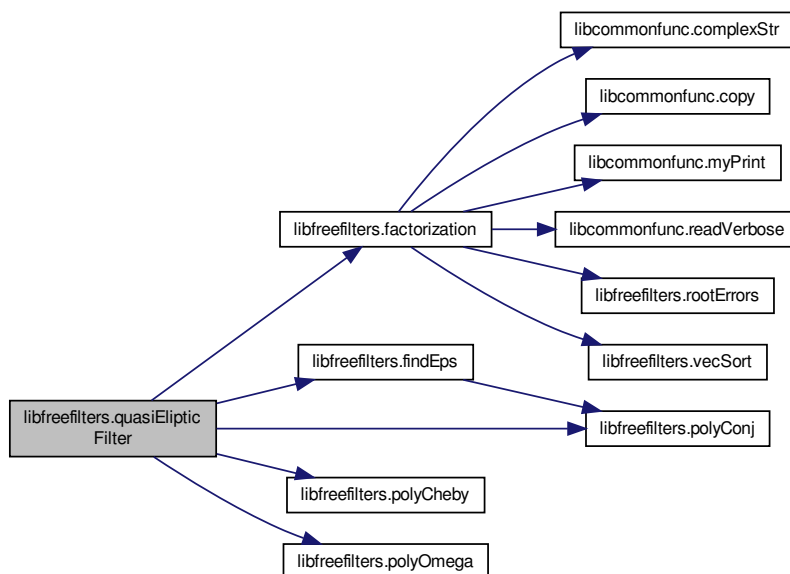 libcommonfunc.complexStr
libcommonfunc.copy
libcommonfunc.myPrint
libfreefilters.factorization
libcommonfunc.readVerbose
libfreefilters.rootErrors
libfreefilters.findEps
libfreefilters.vecSort
libfreefilters.quasiEliptic
Filter
libfreefilters.polyConj
libfreefilters.polyCheby
libfreefilters.polyOmega